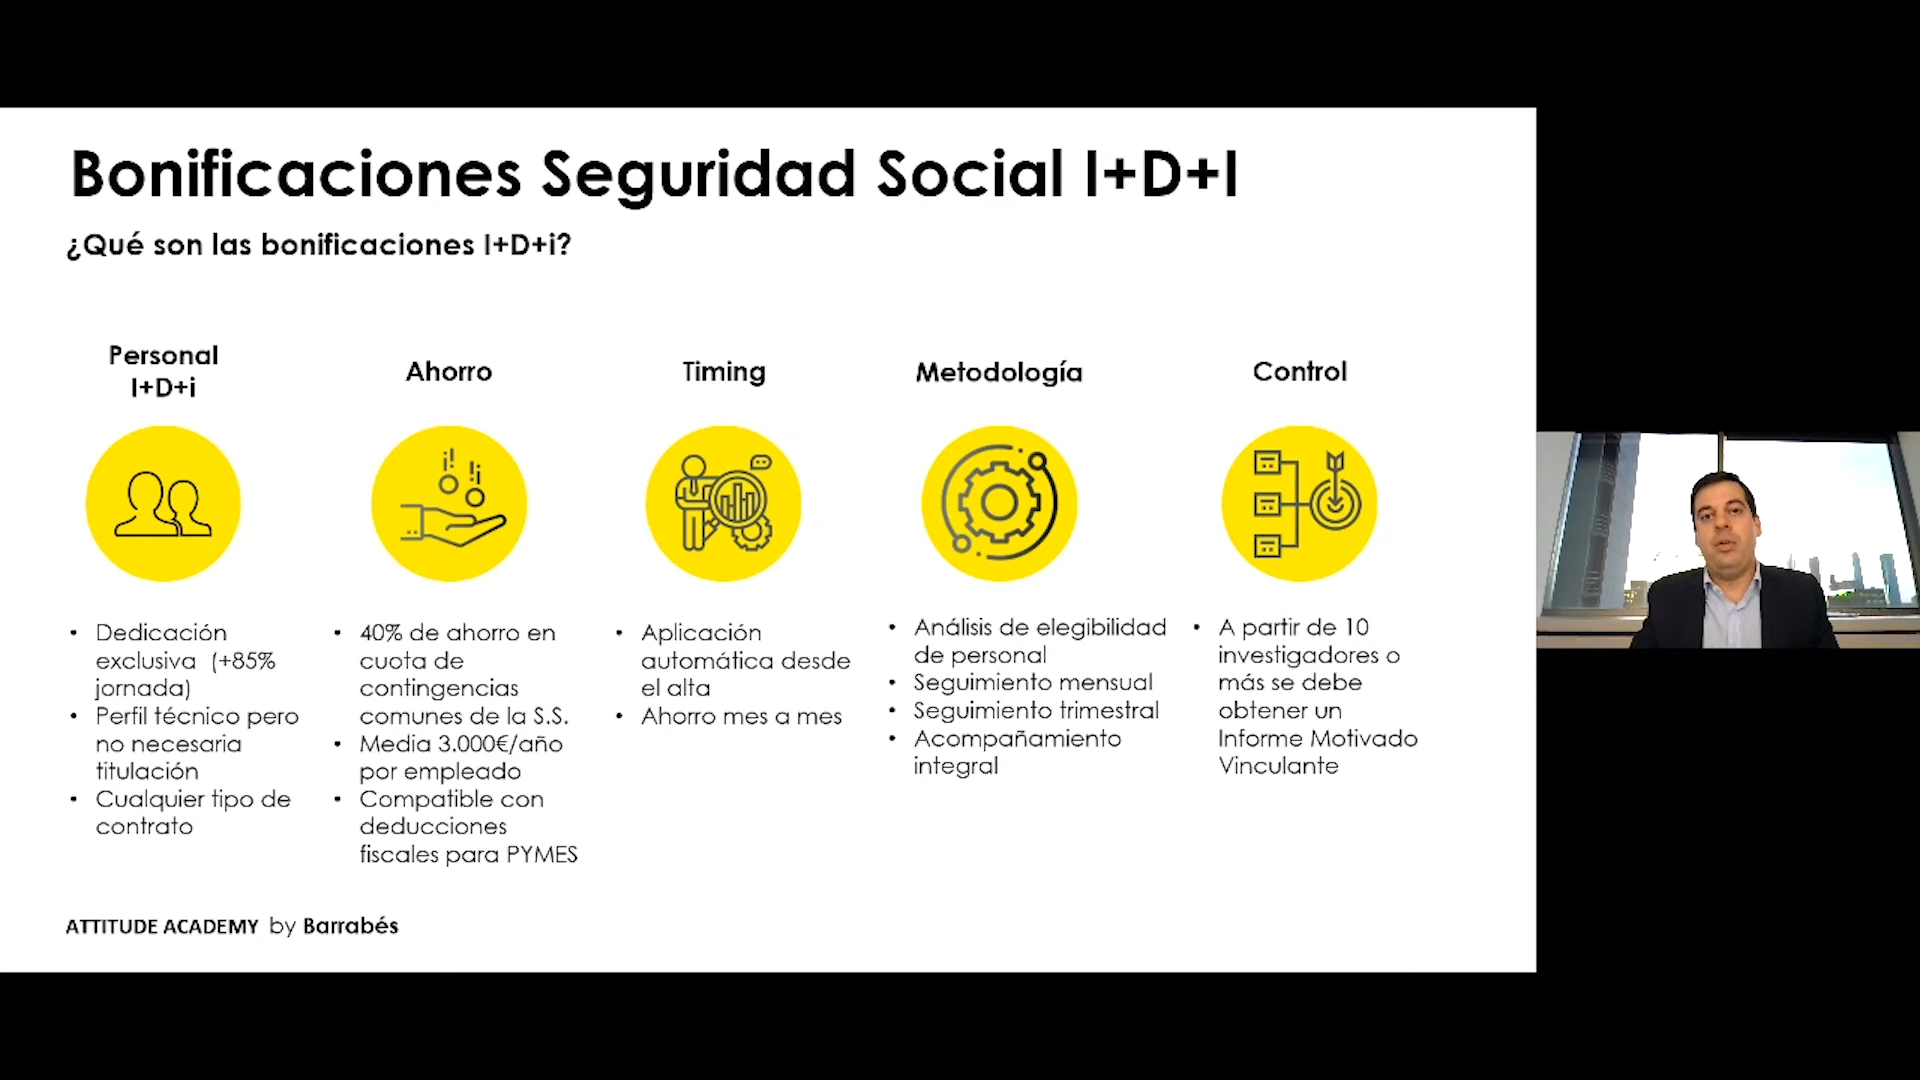 Bonificaciones Seguridad Social I+D+I
¿Qué son las bonificaciones I+D+i?
Personal
I+D+i
• Dedicación
exclusiva (+85%
jornada)
• Perfil técnico pero
no necesaria
titulación
• Cualquier tipo de
contrato
Ahorro
• 40% de ahorro en
cuota de
contingencias
comunes de la S.S.
• Media 3.000€/año
por empleado
• Compatible con
deducciones
fiscales para PYMES
Timing
• Aplicación
automática desde
el alta
• Ahorro mes a mes
Metodología
• Análisis de elegibilidad
de personal
• Seguimiento mensual
• Seguimiento trimestral
• Acompañamiento
integral
Control
• A partir de 10
investigadores o
más se debe
obtener un
Informe Motivado
Vinculante
ATTITUDE ACADEMY by Barrabés